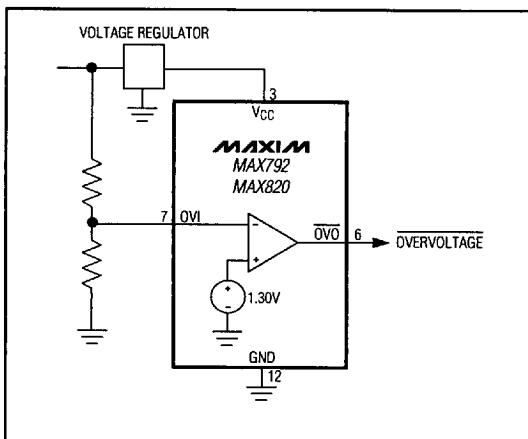 VOLTAGE REGULATOR
3
VCC
MAXIM
MAX792
MAX820
7 OVI
-
+
OVO 6
OVERVOLTAGE
+
-
1.30V
GND
12